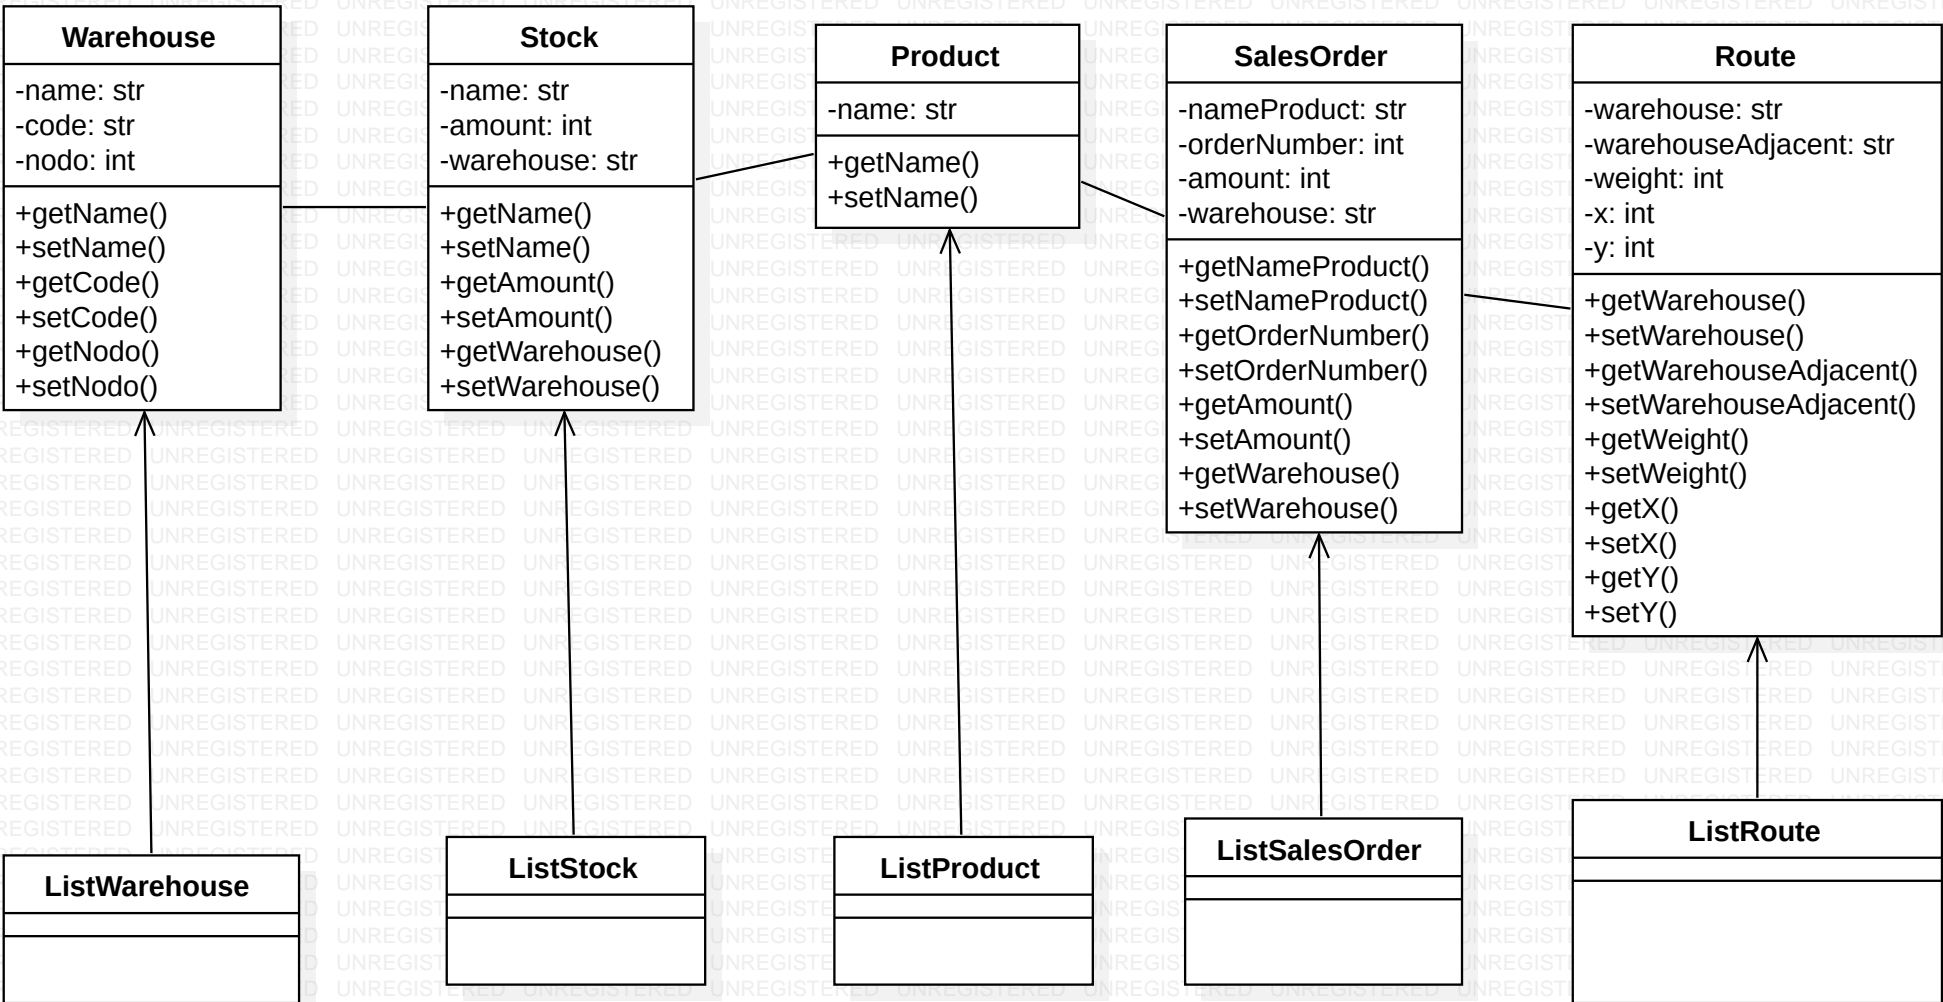 Warehouse
-name: str
-code: str
-nodo: int
+getName()
+setName()
+getCode()
+setCode()
+getNodo()
+setNodo()
Stock
-name: str
-amount: int
-warehouse: str
+getName()
+setName()
+getAmount()
+setAmount()
+getWarehouse()
+setWarehouse()
Product
-name: str
+getName()
+setName()
SalesOrder
-nameProduct: str
-orderNumber: int
-amount: int
-warehouse: str
+getNameProduct()
+setNameProduct()
+getOrderNumber()
+setOrderNumber()
+getAmount()
+setAmount()
+getWarehouse()
+setWarehouse()
Route
-warehouse: str
-warehouseAdjacent: str
-weight: int
-x: int
-y: int
+getWarehouse()
+setWarehouse()
+getWarehouseAdjacent()
+setWarehouseAdjacent()
+getWeight()
+setWeight()
+getX()
+setX()
+getY()
+setY()
ListWarehouse
ListStock
ListProduct
ListSalesOrder
ListRoute
UNREGISTERED